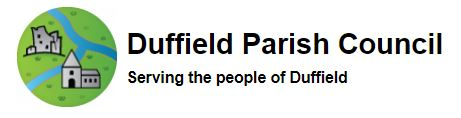 Duffield Parish Council
Serving the people of Duffield